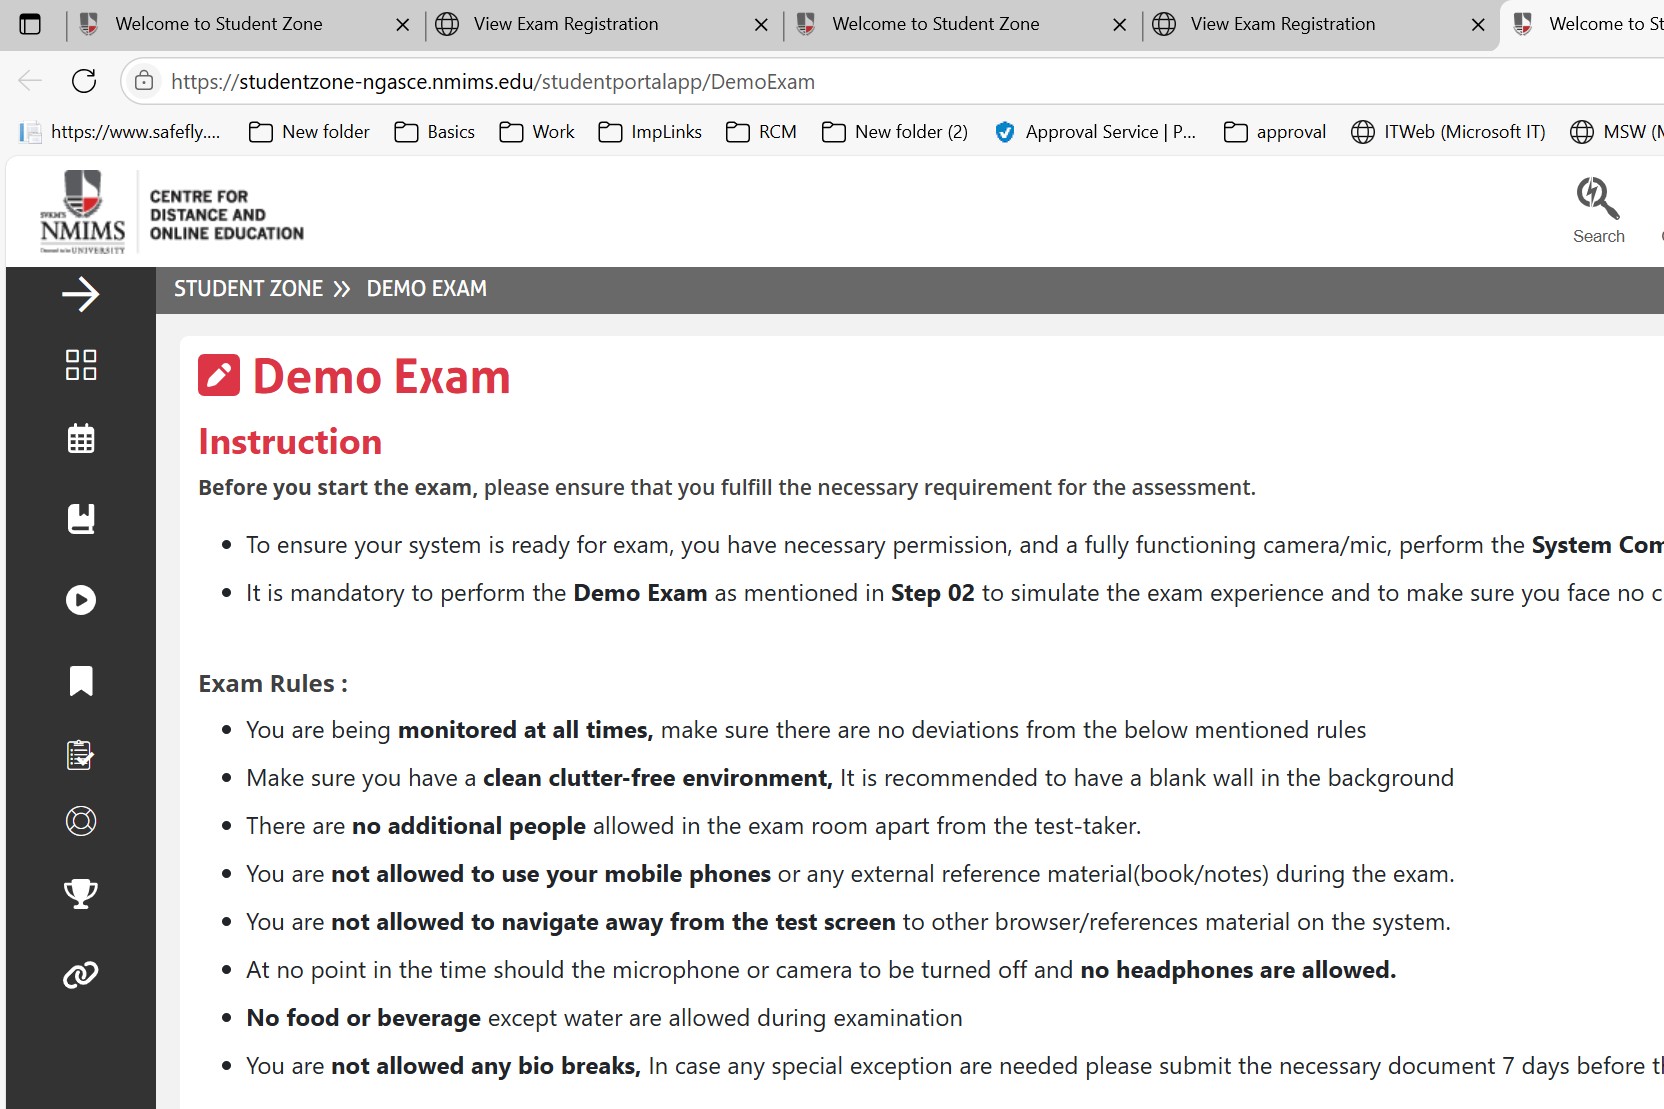 Welcome to Student Zone
View Exam Registration
Welcome to Student Zone
View Exam Registration
Welcome to St
https://studentzone-ngasce.nmims.edu/studentportalapp/DemoExam
https://www.safefly....
New folder
Basics
Work
ImpLinks
RCM
New folder (2)
Approval Service | P...
approval
ITWeb (Microsoft IT)
MSW (M
SVKM'S
NMIMS
Deemed to be UNIVERSITY
CENTRE FOR
DISTANCE AND
ONLINE EDUCATION
Search
STUDENT ZONE » DEMO EXAM
Demo Exam
Instruction
Before you start the exam, please ensure that you fulfill the necessary requirement for the assessment.
To ensure your system is ready for exam, you have necessary permission, and a fully functioning camera/mic, perform the System Com
It is mandatory to perform the Demo Exam as mentioned in Step 02 to simulate the exam experience and to make sure you face no c
Exam Rules :
You are being monitored at all times, make sure there are no deviations from the below mentioned rules
Make sure you have a clean clutter-free environment, It is recommended to have a blank wall in the background
There are no additional people allowed in the exam room apart from the test-taker.
You are not allowed to use your mobile phones or any external reference material(book/notes) during the exam.
You are not allowed to navigate away from the test screen to other browser/references material on the system.
At no point in the time should the microphone or camera to be turned off and no headphones are allowed.
No food or beverage except water are allowed during examination
You are not allowed any bio breaks, In case any special exception are needed please submit the necessary document 7 days before th